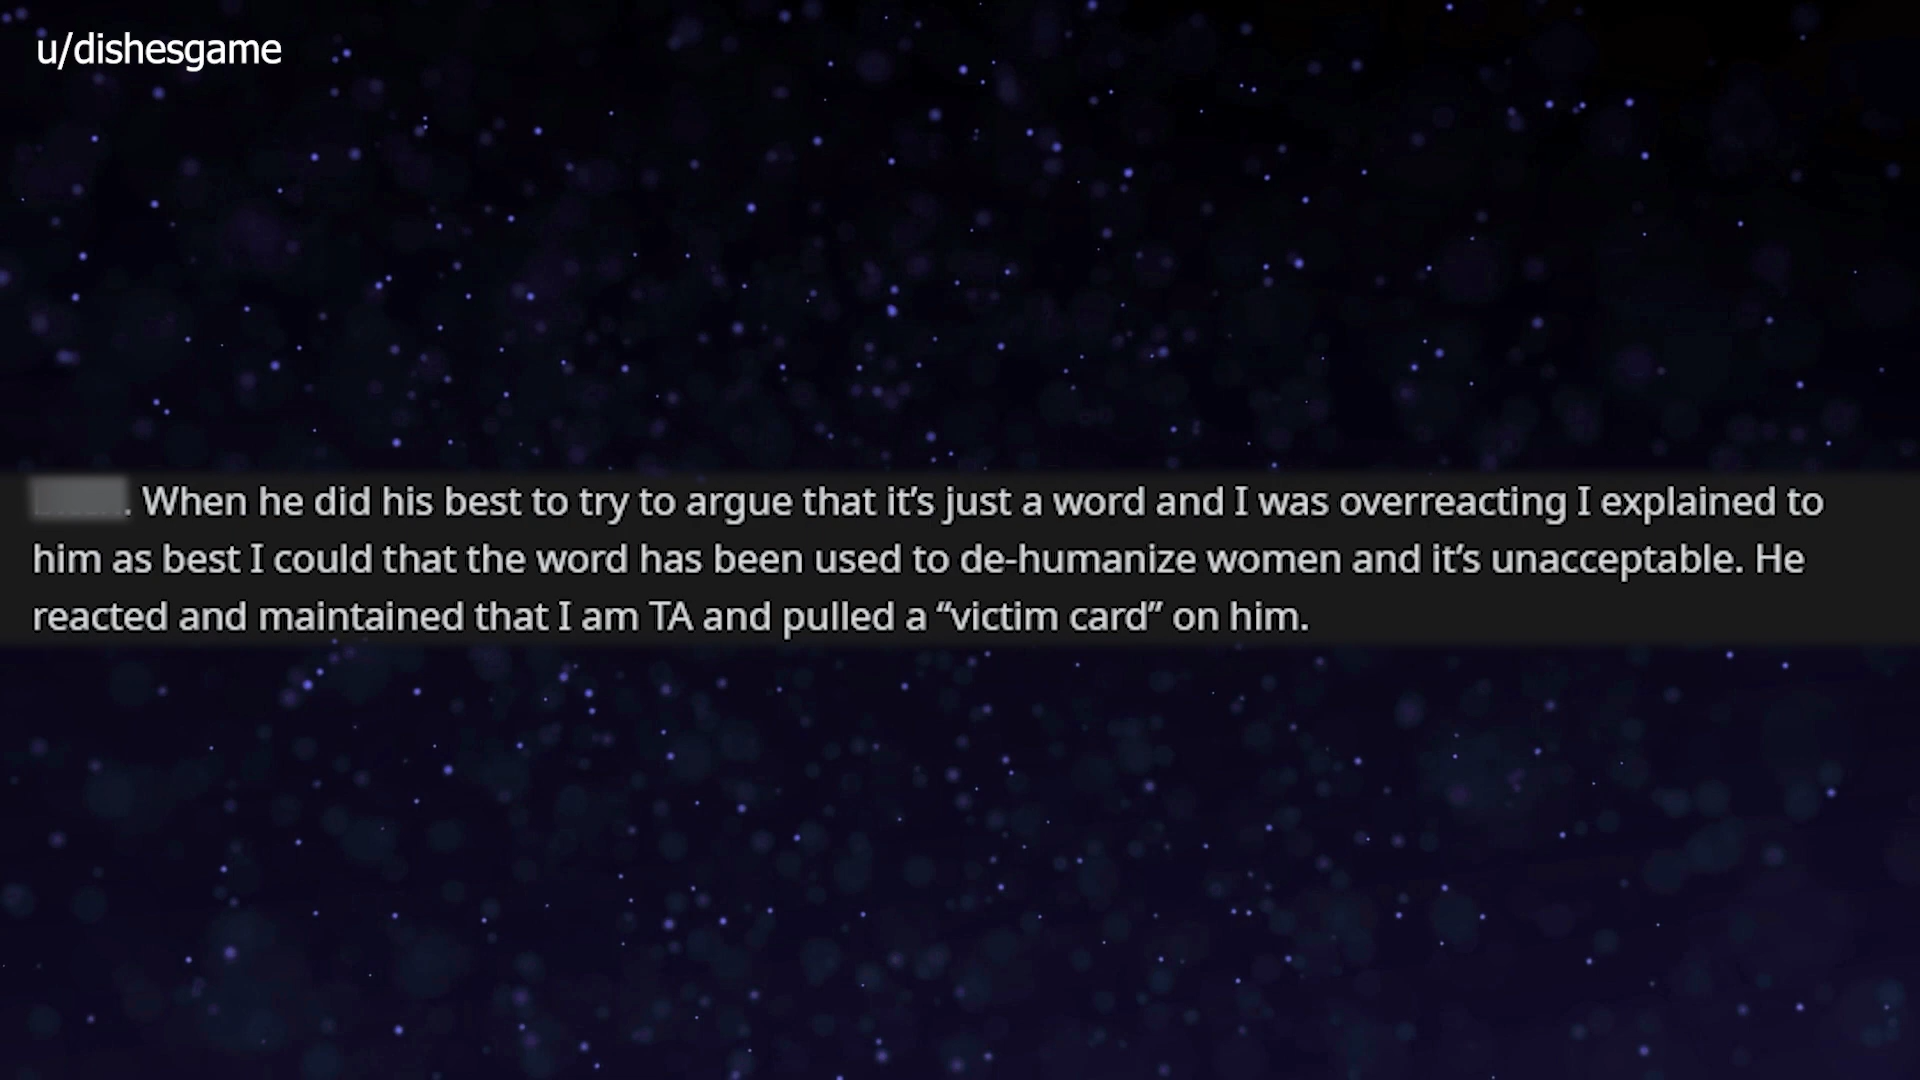 u/dishesgame
. When he did his best to try to argue that it’s just a word and I was overreacting I explained to
him as best I could that the word has been used to de-humanize women and it’s unacceptable. He
reacted and maintained that I am TA and pulled a “victim card” on him.